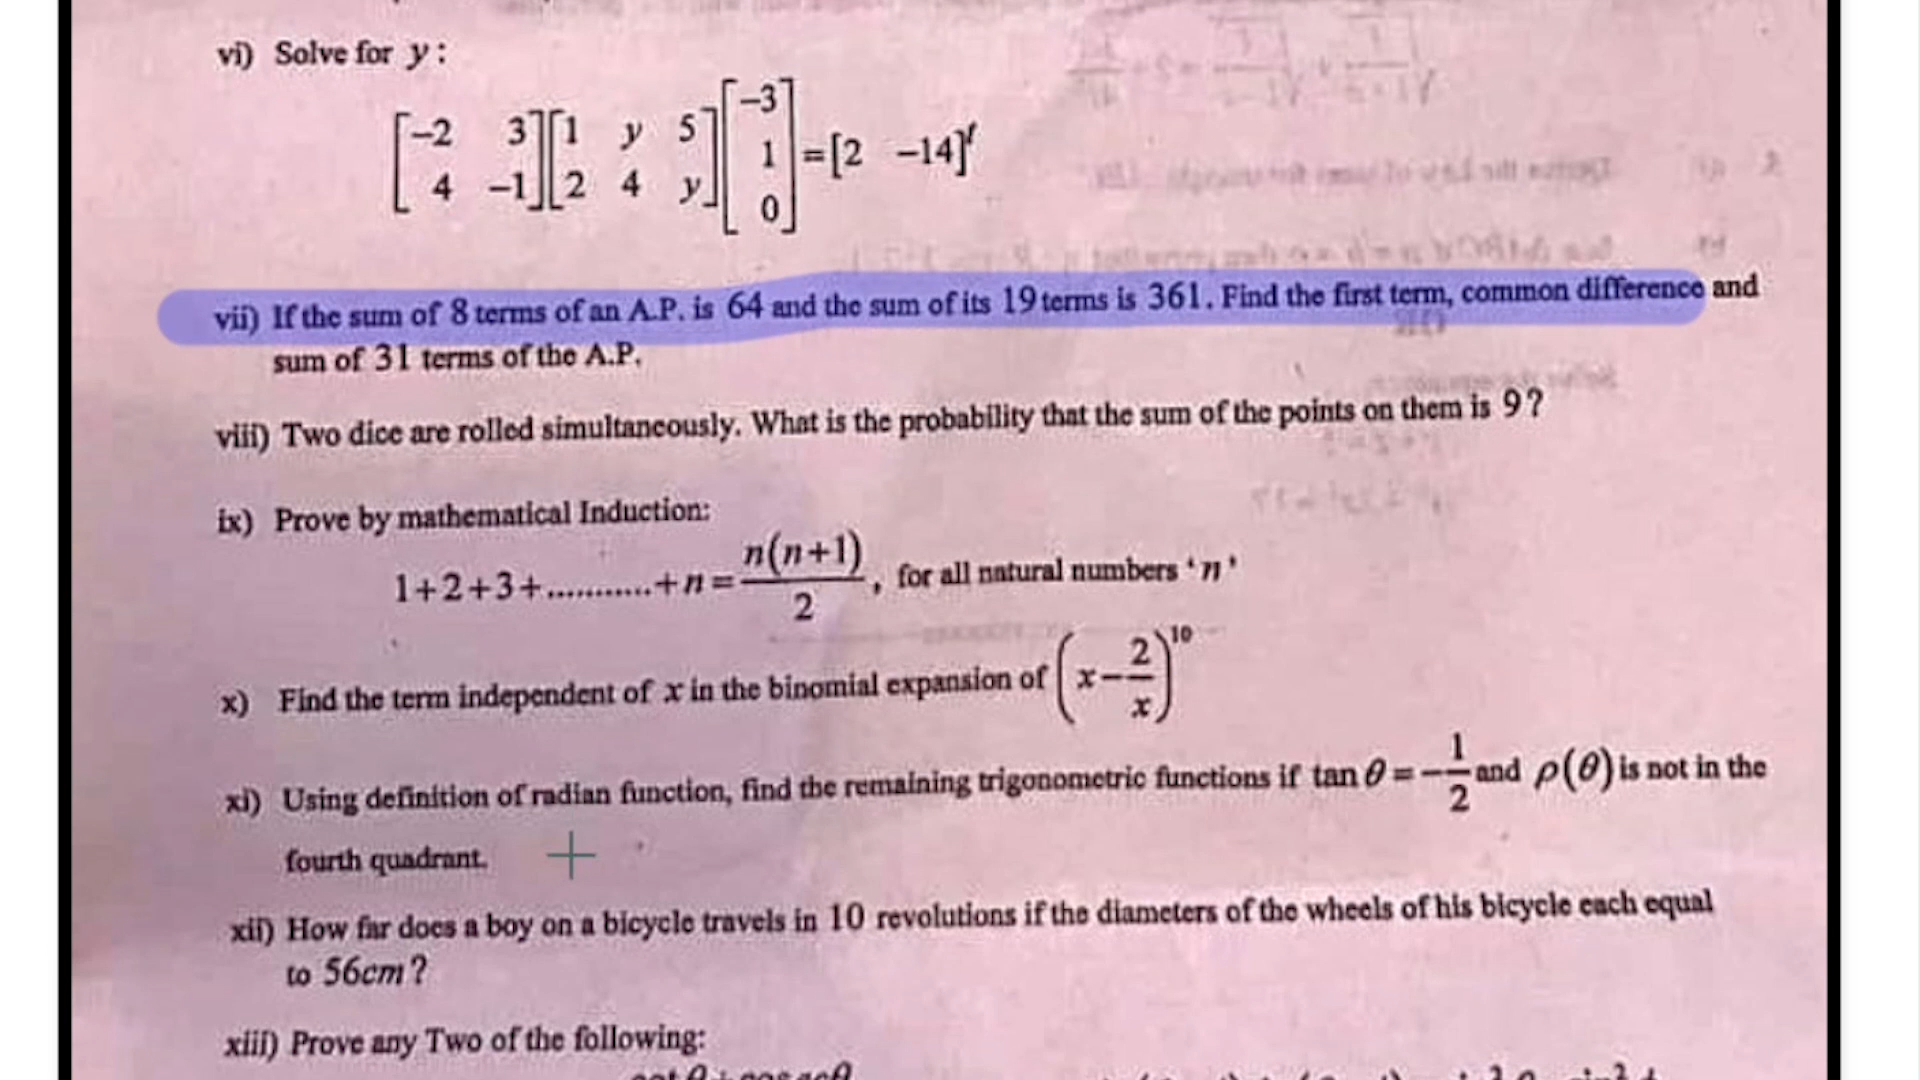 vi) Solve for y :
[-2 3 4 -1] [1 y 5 2 4 y] [-3 1 0] = [2 -14]ᵗ
vii) If the sum of 8 terms of an A.P. is 64 and the sum of its 19 terms is 361. Find the first term, common difference and
sum of 31 terms of the A.P.
viii) Two dice are rolled simultaneously. What is the probability that the sum of the points on them is 9?
ix) Prove by mathematical Induction:
1+2+3+...........+n = n(n+1)/2, for all natural numbers 'n'
x) Find the term independent of x in the binomial expansion of (x - 2/x)^10
xi) Using definition of radian function, find the remaining trigonometric functions if tan θ = -1/2 and ρ(θ) is not in the
fourth quadrant.
xii) How far does a boy on a bicycle travels in 10 revolutions if the diameters of the wheels of his bicycle each equal
to 56cm?
xiii) Prove any Two of the following: